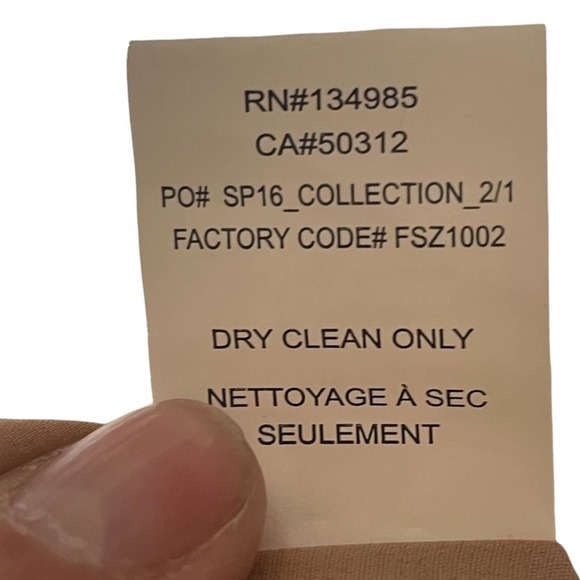 RN#134985
CA#50312
PO# SP16_COLLECTION_2/1
FACTORY CODE# FSZ1002
DRY CLEAN ONLY
NETTOYAGE À SEC
SEULEMENT